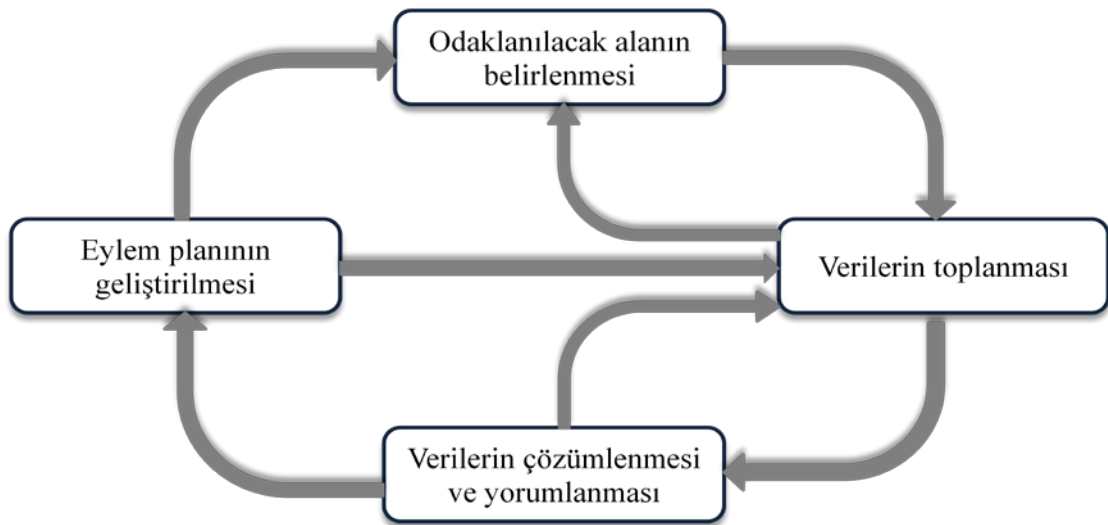 Odaklanılacak alanın
belirlenmesi
Eylem planının
geliştirilmesi
Verilerin toplanması
Verilerin çözümlenmesi
ve yorumlanması